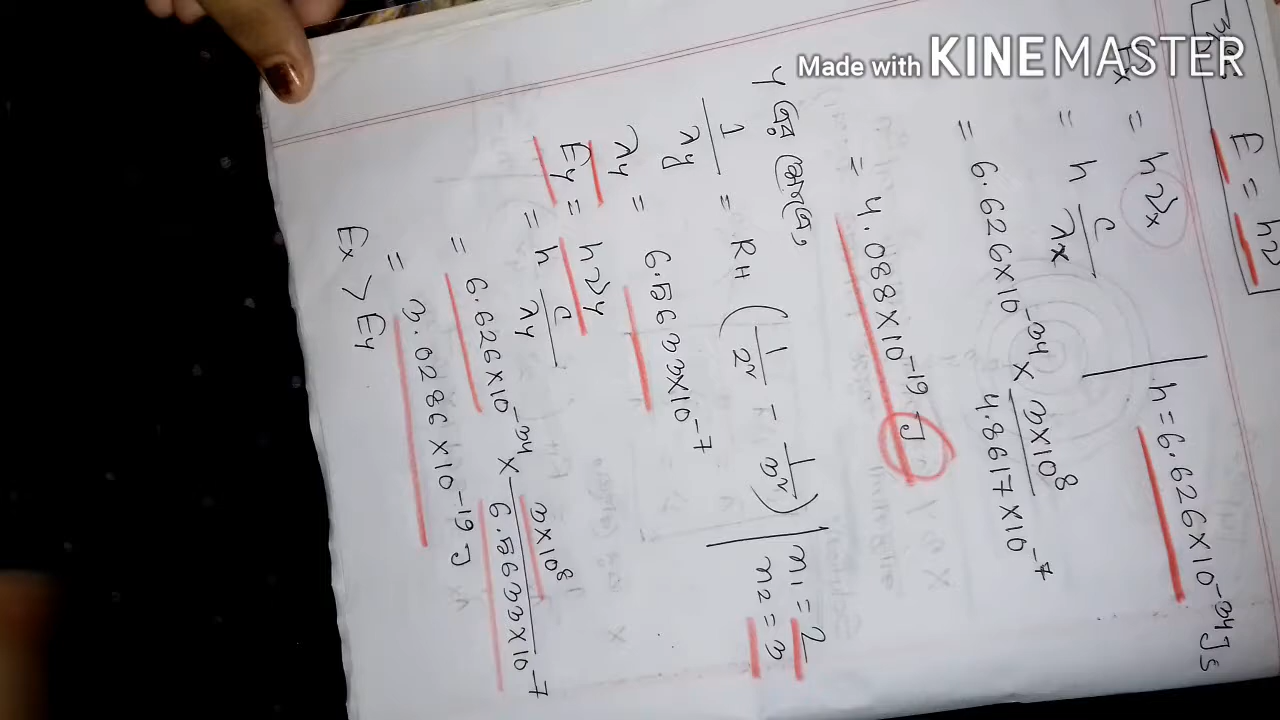 Made with KINEMASTER
E = hν
Eₓ = hνₓ
h = 6.626×10⁻³⁴ Js
= h c/λₓ
= 6.626×10⁻³⁴ × 3×10⁸/4.8617×10⁻⁷
= 4.088×10⁻¹⁹ J
Y এর ক্ষেত্রে,
1/λy = RH (1/2² − 1/3²)
n1 = 2
n2 = 3
λy = 6.5633×10⁻⁷
Ey = hνy
= h c/λy
= 6.626×10⁻³⁴ × 3×10⁸/6.5633×10⁻⁷
= 3.0286×10⁻¹⁹ J
Ex > Ey